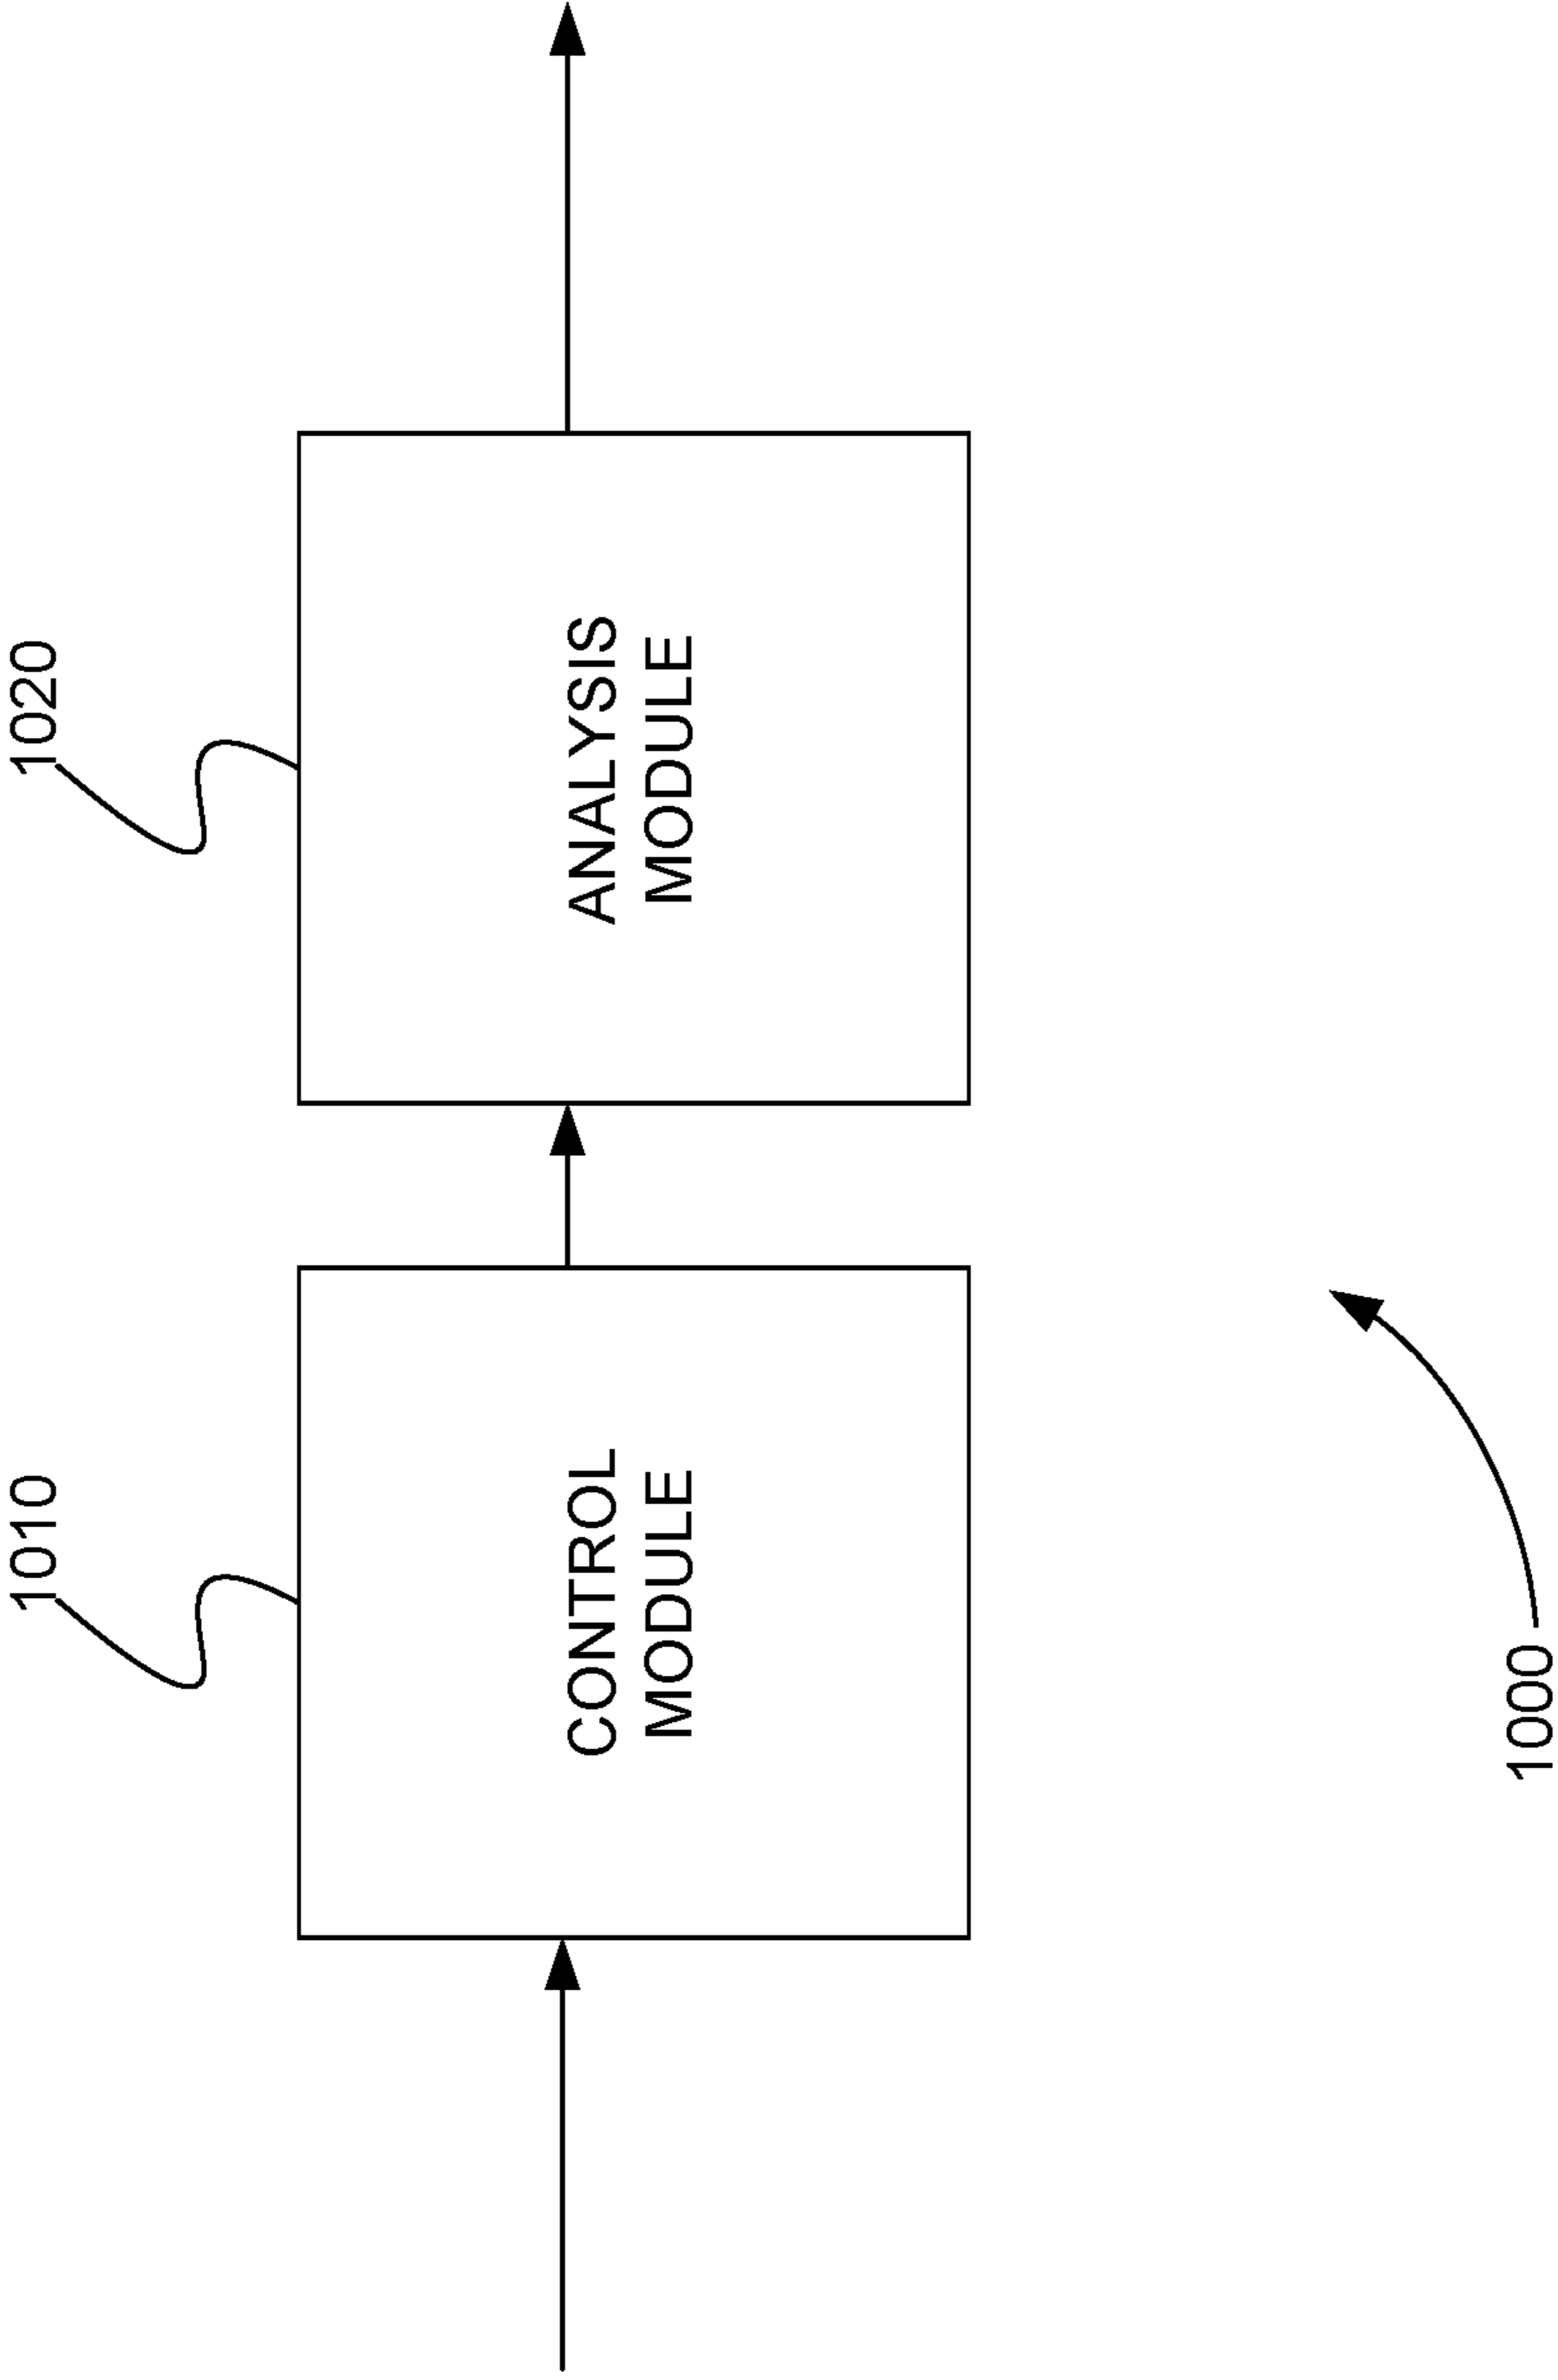 1010
1020
CONTROL
MODULE
ANALYSIS
MODULE
1000